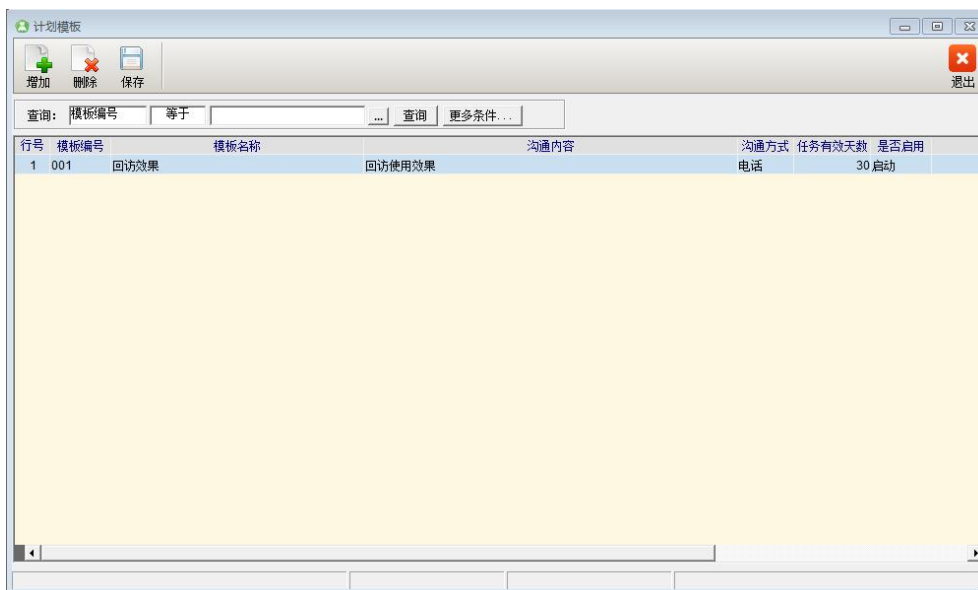 计划模板
增加 删除 保存 退出
查询: 模板编号 等于 ... 查询 更多条件...
行号 模板编号 模板名称 沟通内容 沟通方式 任务有效天数 是否启用
1 001 回访效果 回访使用效果 电话 30 启动